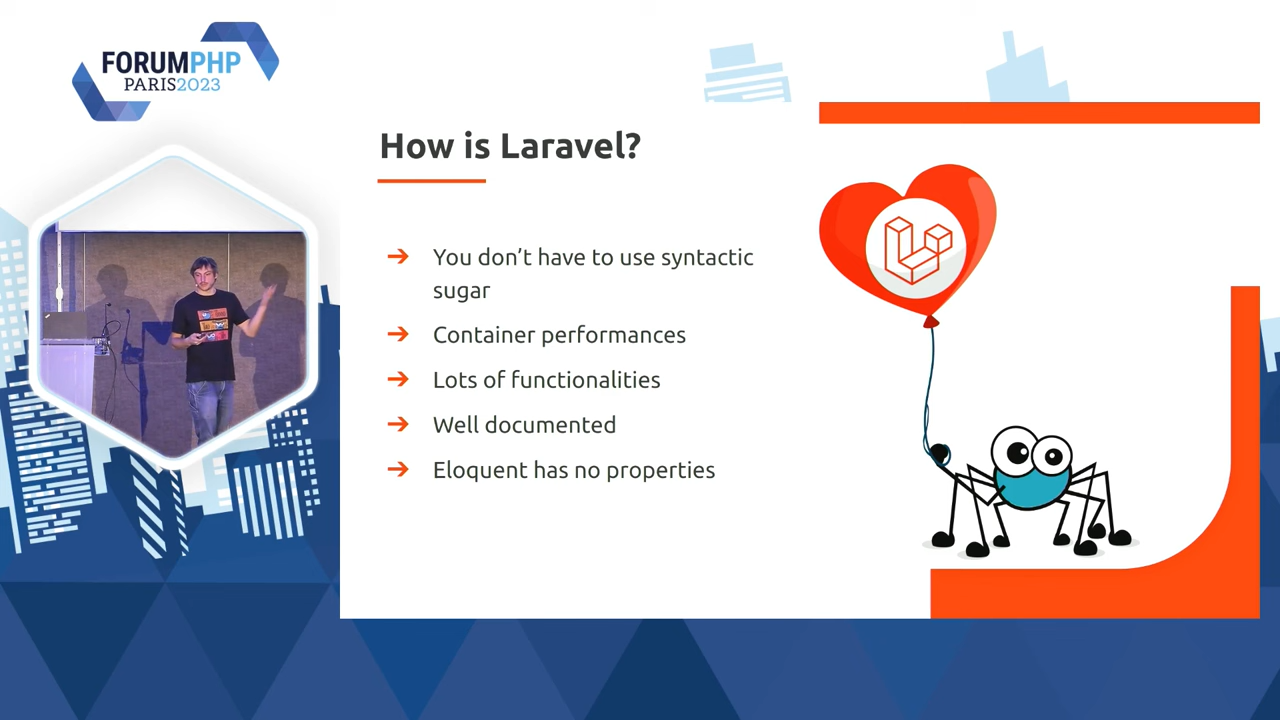 FORUMPHP
PARIS2023
How is Laravel?
You don’t have to use syntactic
sugar
Container performances
Lots of functionalities
Well documented
Eloquent has no properties